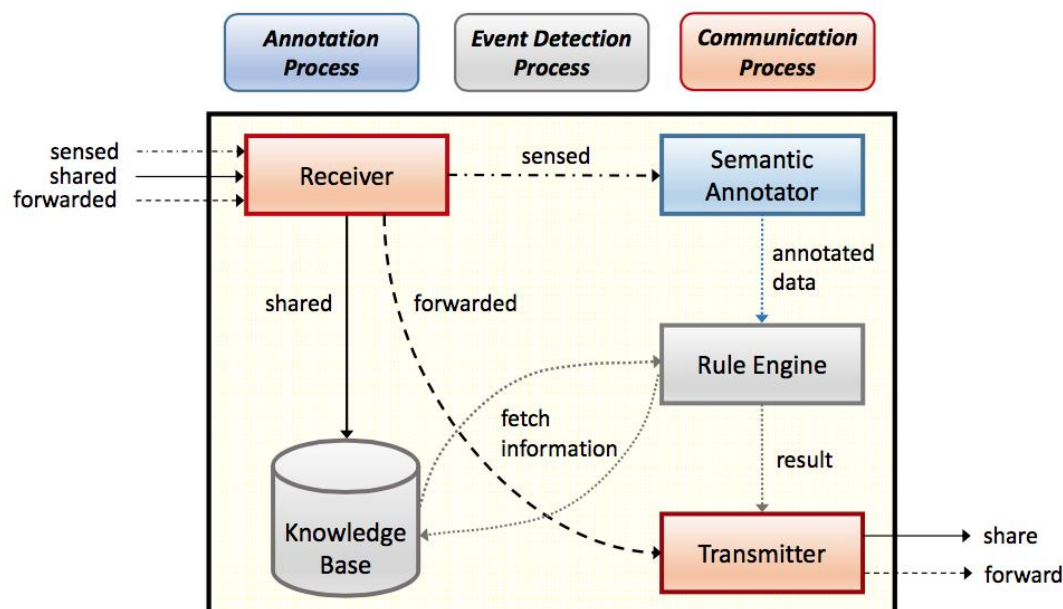 Annotation
Process
Event Detection
Process
Communication
Process
sensed
shared
forwarded
Receiver
sensed
Semantic
Annotator
annotated
data
shared
forwarded
Rule Engine
fetch
information
result
Knowledge
Base
Transmitter
share
forward